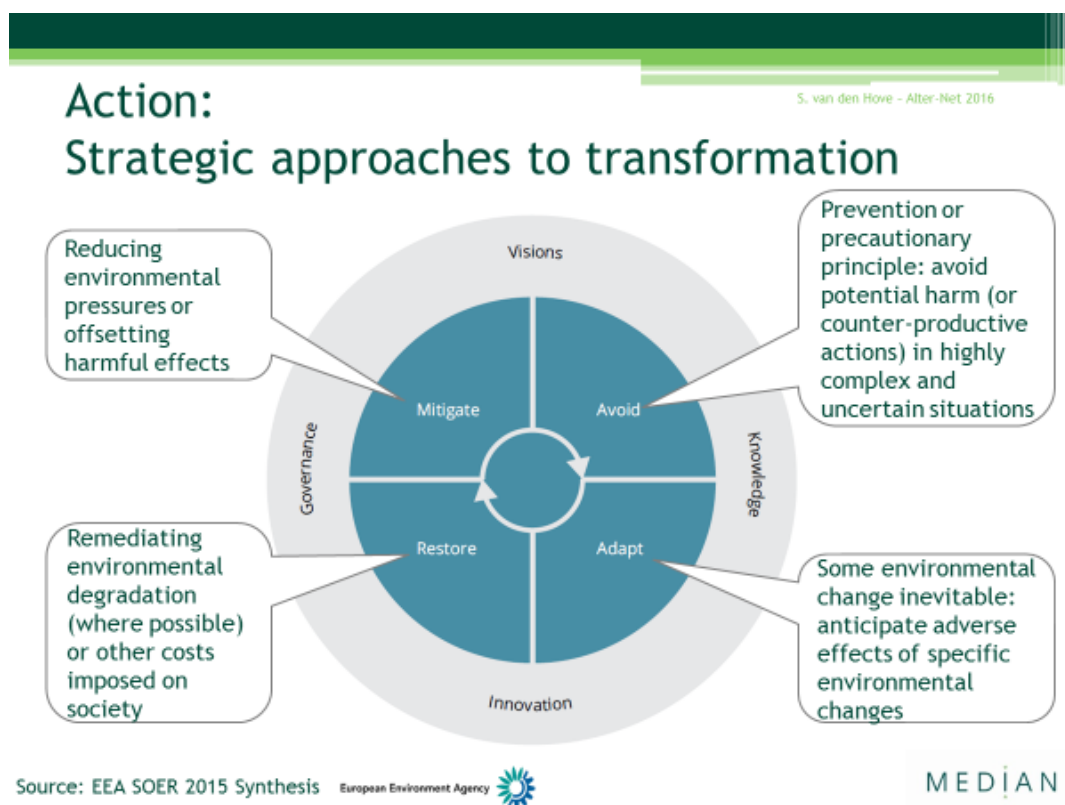 S. van den Hove - Alter-Net 2016
Action:
Strategic approaches to transformation
Reducing
environmental
pressures or
offsetting
harmful effects
Prevention or
precautionary
principle: avoid
potential harm (or
counter-productive
actions) in highly
complex and
uncertain situations
Visions
Mitigate
Avoid
Governance
Knowledge
Restore
Adapt
Innovation
Remediating
environmental
degradation
(where possible)
or other costs
imposed on
society
Some environmental
change inevitable:
anticipate adverse
effects of specific
environmental
changes
Source: EEA SOER 2015 Synthesis
European Environment Agency
MEDIAN